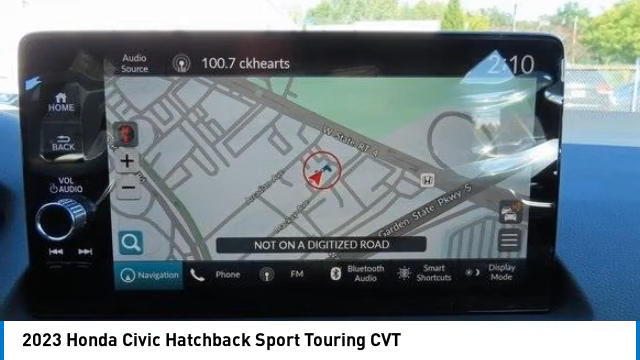 Audio
Source
100.7 ckhearts
2:10
HOME
BACK
VOL
AUDIO
W State RT 4
Garden State Pkwy S
NOT ON A DIGITIZED ROAD
Navigation
Phone
FM
Bluetooth
Audio
Smart
Shortcuts
Display
Mode
2023 Honda Civic Hatchback Sport Touring CVT